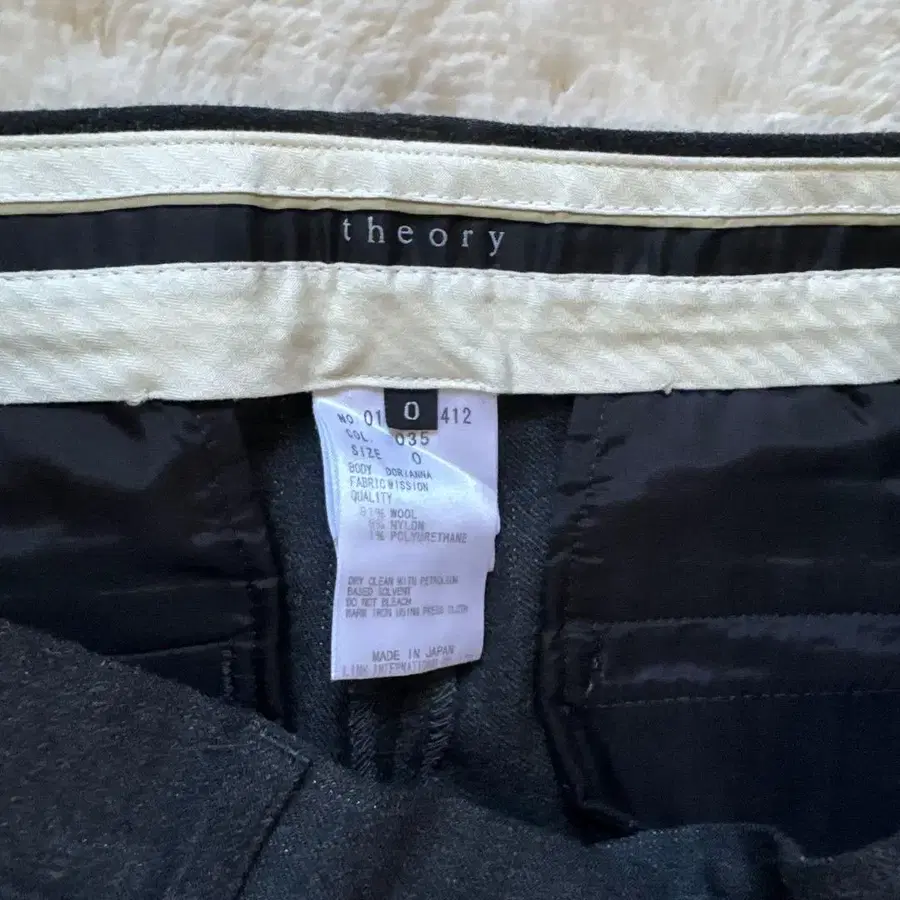 theory
0
NO. 01 412
COL. 035
SIZE 0
BODY DORIANNA
FABRIC MISSION
QUALITY
91% WOOL
8% NYLON
1% POLYURETHANE
DRY CLEAN WITH PETROLEUM
BASED SOLVENT
DO NOT BLEACH
WARM IRON USING PRESS CLOTH
MADE IN JAPAN
LINK INTERNATIONAL